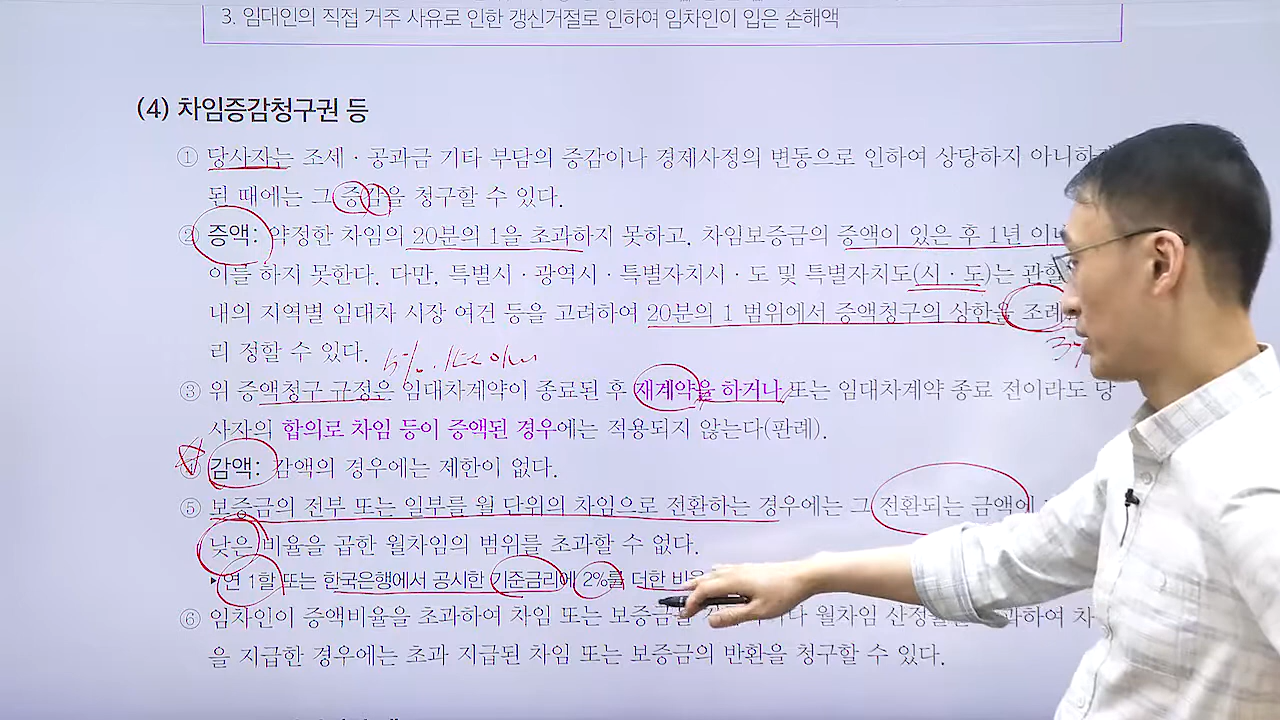 3. 임대인의 직접 거주 사유로 인한 갱신거절로 인하여 임차인이 입은 손해액
(4) 차임증감청구권 등
① 당사자는 조세·공과금 기타 부담의 증감이나 경제사정의 변동으로 인하여 상당하지 아니하게
된 때에는 그 증감을 청구할 수 있다.
② 증액: 약정한 차임의 20분의 1을 초과하지 못하고, 차임보증금의 증액이 있은 후 1년 이내
이를 하지 못한다. 다만, 특별시·광역시·특별자치시·도 및 특별자치도(시·도)는 관할
내의 지역별 임대차 시장 여건 등을 고려하여 20분의 1 범위에서 증액청구의 상한을 조례
리 정할 수 있다.
5%. 1년 이내
③ 위 증액청구 규정은 임대차계약이 종료된 후 재계약을 하거나 또는 임대차계약 종료 전이라도 당
사자의 합의로 차임 등이 증액된 경우에는 적용되지 않는다(판례).
감액: 감액의 경우에는 제한이 없다.
⑤ 보증금의 전부 또는 일부를 월 단위의 차임으로 전환하는 경우에는 그 전환되는 금액에
낮은 비율을 곱한 월차임의 범위를 초과할 수 없다.
▸연 1할 또는 한국은행에서 공시한 기준금리에 2%를 더한 비율
⑥ 임차인이 증액비율을 초과하여 차임 또는 보증금을 월차임 산정률을 초과하여 차
을 지급한 경우에는 초과 지급된 차임 또는 보증금의 반환을 청구할 수 있다.